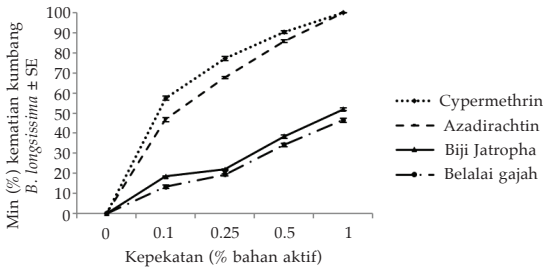 Min (%) kematian kumbang
B. longsissima ± SE
100
90
80
70
60
50
40
30
20
10
0
0 0.1 0.25 0.5 1
Kepekatan (% bahan aktif)
Cypermethrin
Azadirachtin
Biji Jatropha
Belalai gajah